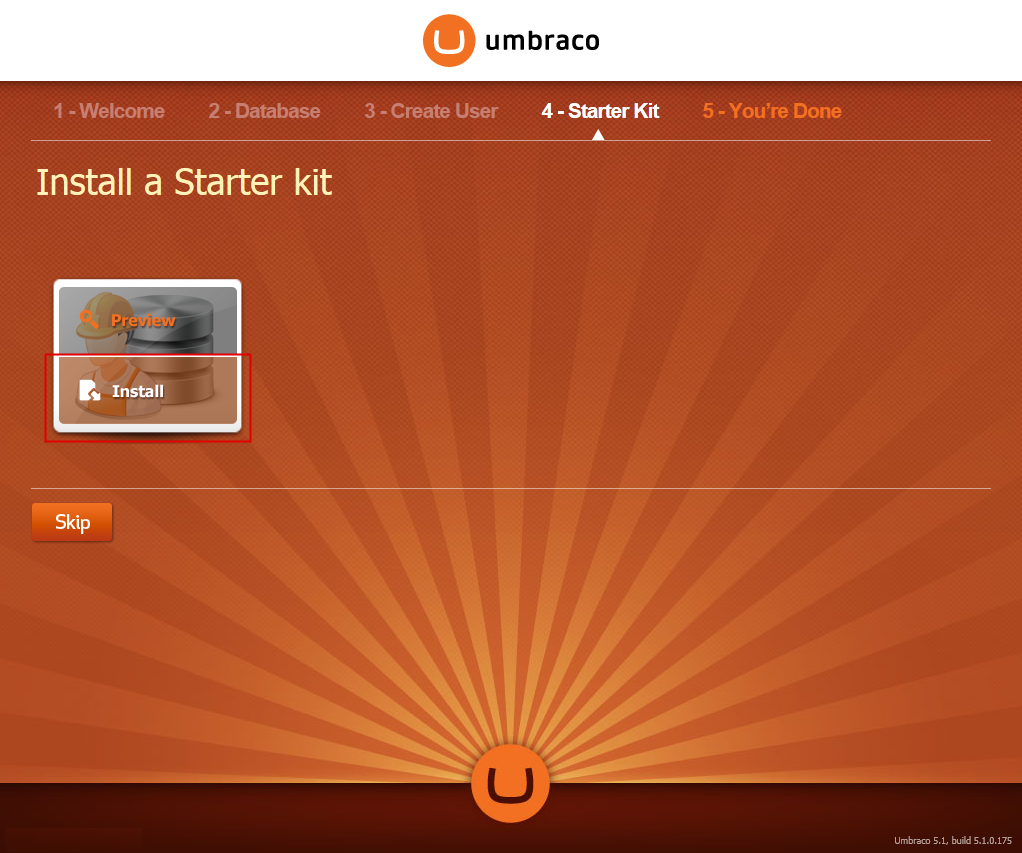 umbraco
1 - Welcome 2 - Database 3 - Create User 4 - Starter Kit 5 - You're Done
Install a Starter kit
Preview
Install
Skip
Umbraco 5.1, build 5.1.0.175